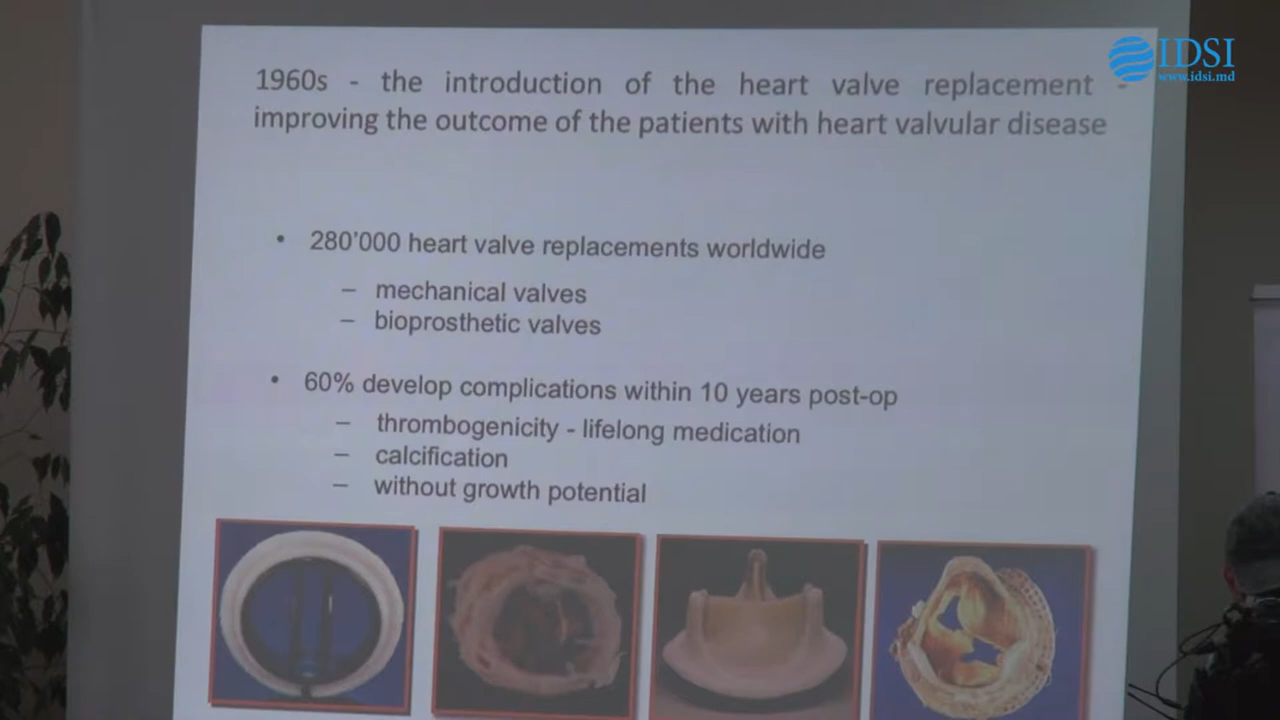 IDSI
www.idsi.md
1960s - the introduction of the heart valve replacement -
improving the outcome of the patients with heart valvular disease
• 280'000 heart valve replacements worldwide
– mechanical valves
– bioprosthetic valves
• 60% develop complications within 10 years post-op
– thrombogenicity - lifelong medication
– calcification
– without growth potential